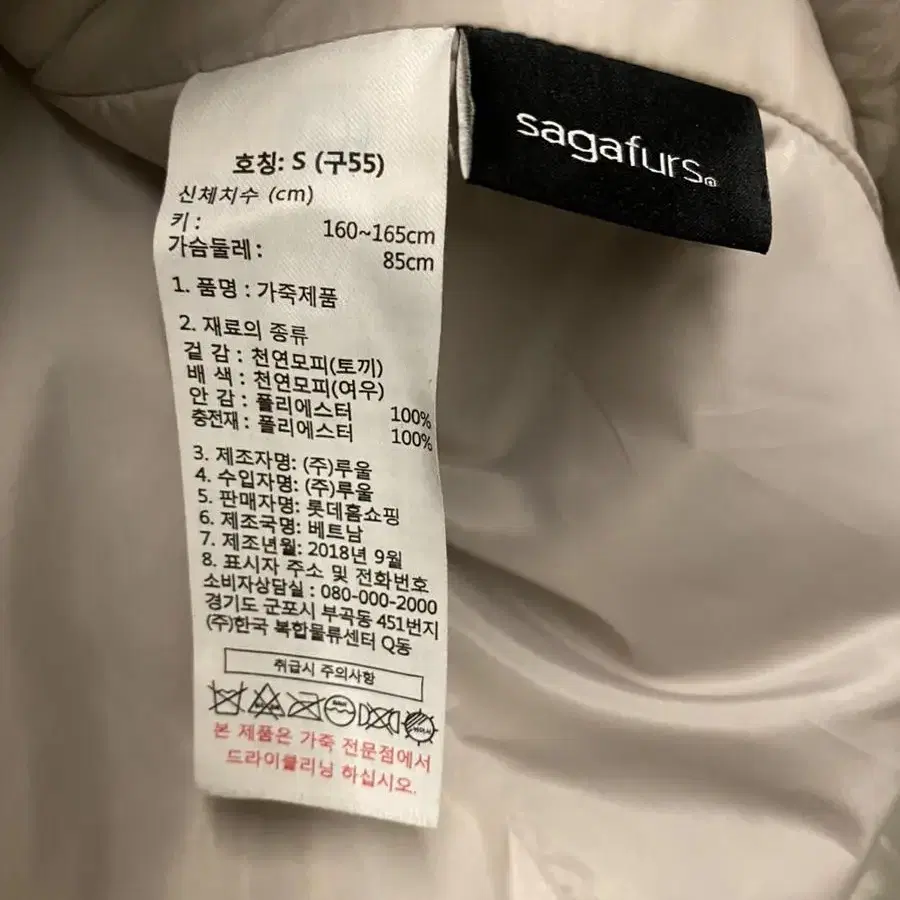 sagafurs
호칭: S (구55)
신체치수 (cm)
키 : 160~165cm
가슴둘레 : 85cm
1. 품명 : 가죽제품
2. 재료의 종류
겉 감 : 천연모피(토끼)
배 색 : 천연모피(여우)
안 감 : 폴리에스터 100%
충전재 : 폴리에스터 100%
3. 제조자명: (주)루울
4. 수입자명: (주)루울
5. 판매자명: 롯데홈쇼핑
6. 제조국명: 베트남
7. 제조년월: 2018년 9월
8. 표시자 주소 및 전화번호
소비자상담실 : 080-000-2000
경기도 군포시 부곡동 451번지
(주)한국 복합물류센터 Q동
취급시 주의사항
본 제품은 가죽 전문점에서
드라이클리닝 하십시오.